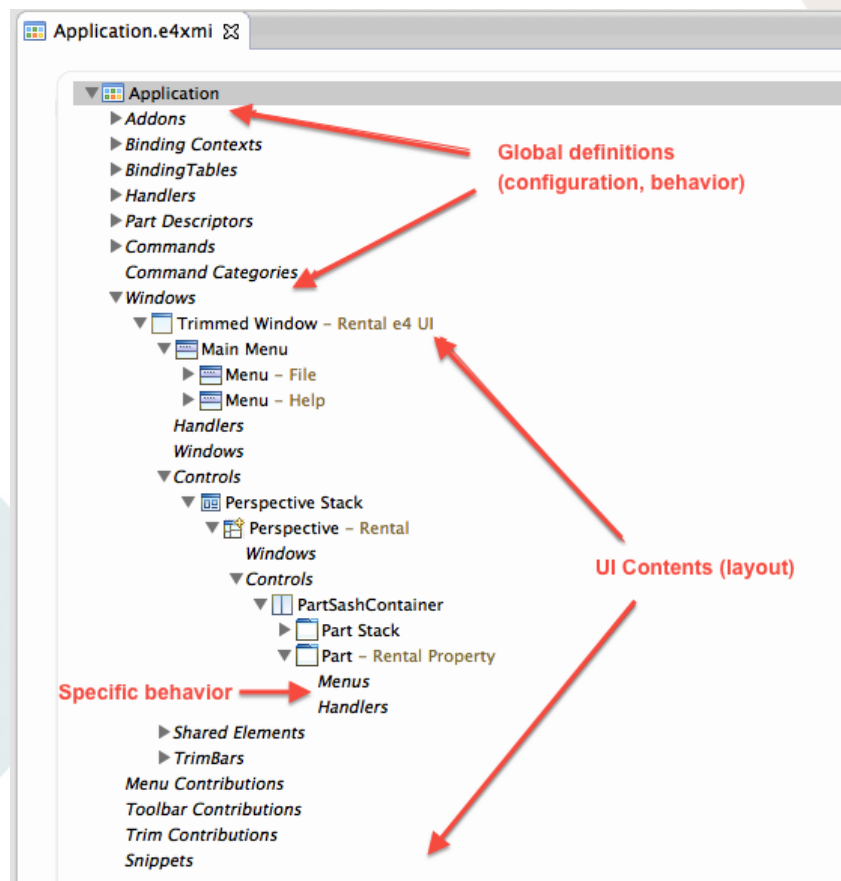 Application.e4xmi
Application
Addons
Binding Contexts
BindingTables
Handlers
Part Descriptors
Commands
Command Categories
Windows
Trimmed Window – Rental e4 UI
Main Menu
Menu – File
Menu – Help
Handlers
Windows
Controls
Perspective Stack
Perspective – Rental
Windows
Controls
PartSashContainer
Part Stack
Part – Rental Property
Menus
Handlers
Shared Elements
TrimBars
Menu Contributions
Toolbar Contributions
Trim Contributions
Snippets
Global definitions
(configuration, behavior)
UI Contents (layout)
Specific behavior